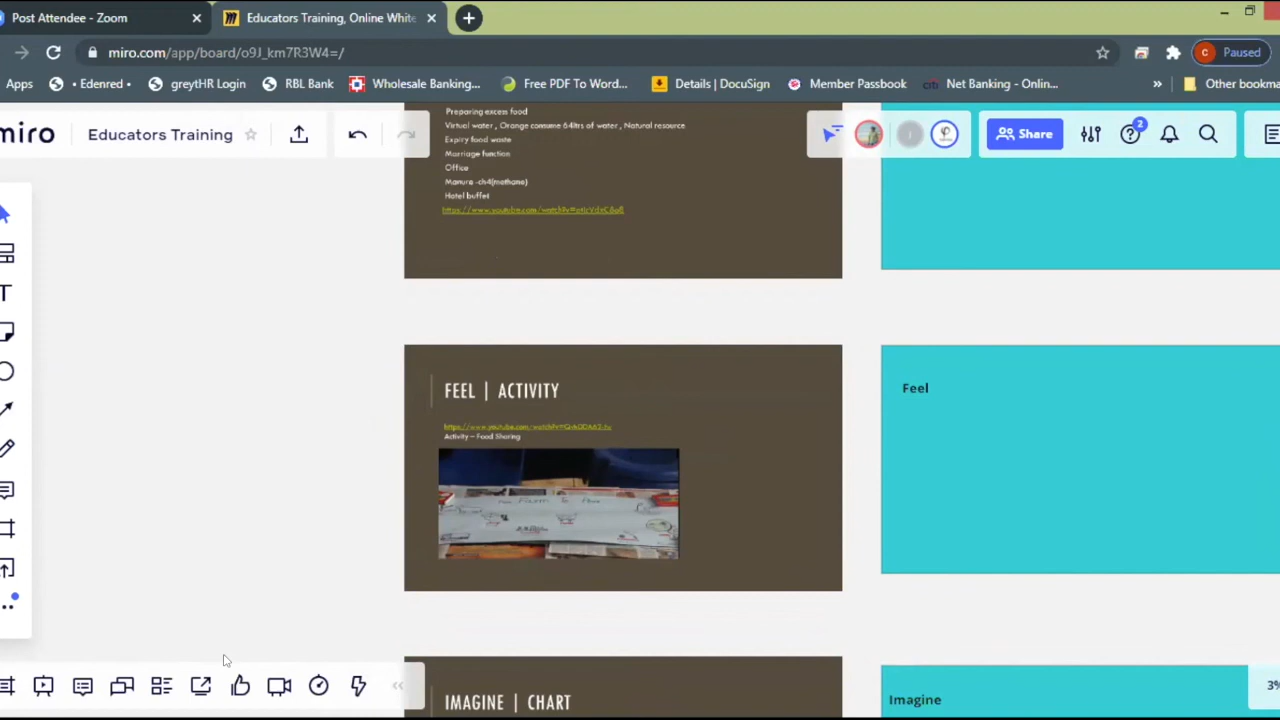 Post Attendee - Zoom
Educators Training, Online White
miro.com/app/board/o9J_km7R3W4=/
Paused
Apps
• Edenred •
greytHR Login
RBL Bank
Wholesale Banking...
Free PDF To Word...
Details | DocuSign
Member Passbook
Net Banking - Onlin...
Other bookma
miro
Educators Training
Share
2
Preparing excess food
Virtual water , Orange consume 64ltrs of water , Natural resource
Expiry food waste
Marriage function
Office
Manure -ch4(methane)
Hotel buffet
FEEL | ACTIVITY
Activity – Food Sharing
Feel
IMAGINE | CHART
Imagine
3%